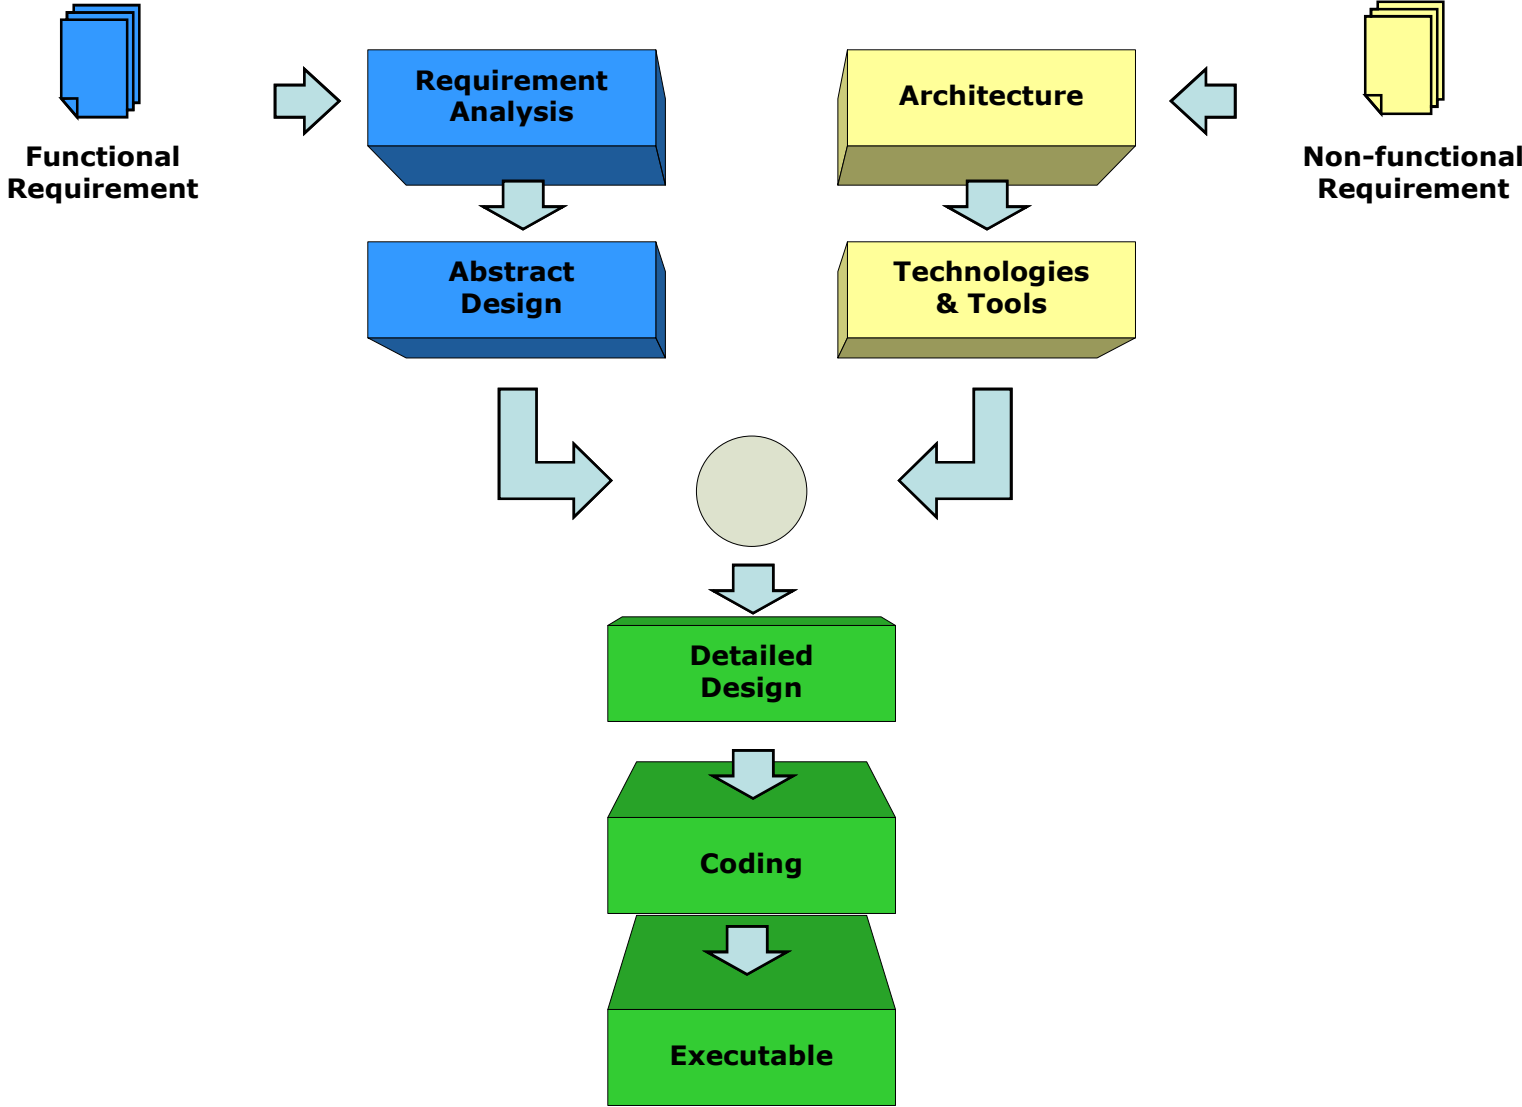 Functional
Requirement
Requirement
Analysis
Architecture
Non-functional
Requirement
Abstract
Design
Technologies
& Tools
Detailed
Design
Coding
Executable